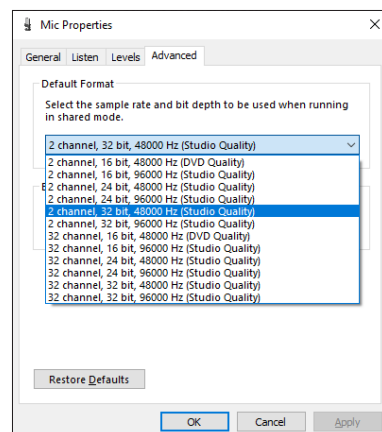 Mic Properties
General Listen Levels Advanced
Default Format
Select the sample rate and bit depth to be used when running
in shared mode.
2 channel, 32 bit, 48000 Hz (Studio Quality)
2 channel, 16 bit, 48000 Hz (DVD Quality)
2 channel, 16 bit, 96000 Hz (Studio Quality)
2 channel, 24 bit, 48000 Hz (Studio Quality)
2 channel, 24 bit, 96000 Hz (Studio Quality)
2 channel, 32 bit, 48000 Hz (Studio Quality)
2 channel, 32 bit, 96000 Hz (Studio Quality)
32 channel, 16 bit, 48000 Hz (DVD Quality)
32 channel, 16 bit, 96000 Hz (Studio Quality)
32 channel, 24 bit, 48000 Hz (Studio Quality)
32 channel, 24 bit, 96000 Hz (Studio Quality)
32 channel, 32 bit, 48000 Hz (Studio Quality)
32 channel, 32 bit, 96000 Hz (Studio Quality)
Restore Defaults
OK Cancel Apply